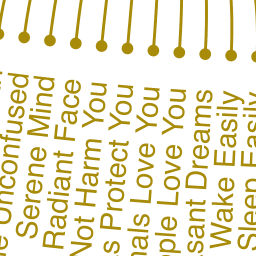 Unconfused
Serene Mind
Radiant Face
Not Harm You
Protect You
Love You
Love You
Dreams
Wake Easily
Sleep Easily